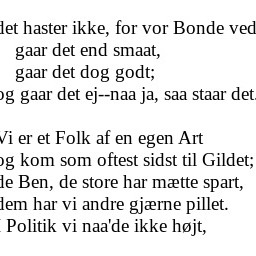 det haster ikke, for vor Bonde ved
gaar det end smaat,
gaar det dog godt;
og gaar det ej--naa ja, saa staar det.
Vi er et Folk af en egen Art
og kom som oftest sidst til Gildet;
de Ben, de store har mætte spart,
dem har vi andre gjærne pillet.
I Politik vi naa'de ikke højt,